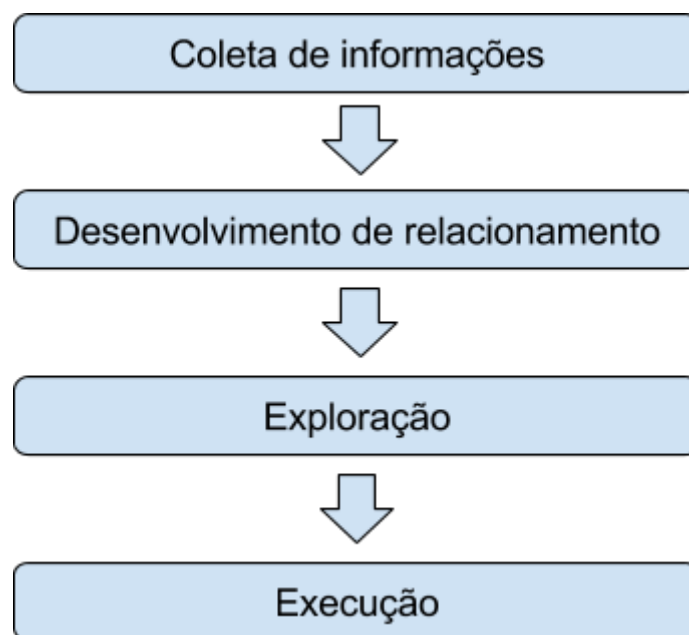 Coleta de informações
Desenvolvimento de relacionamento
Exploração
Execução